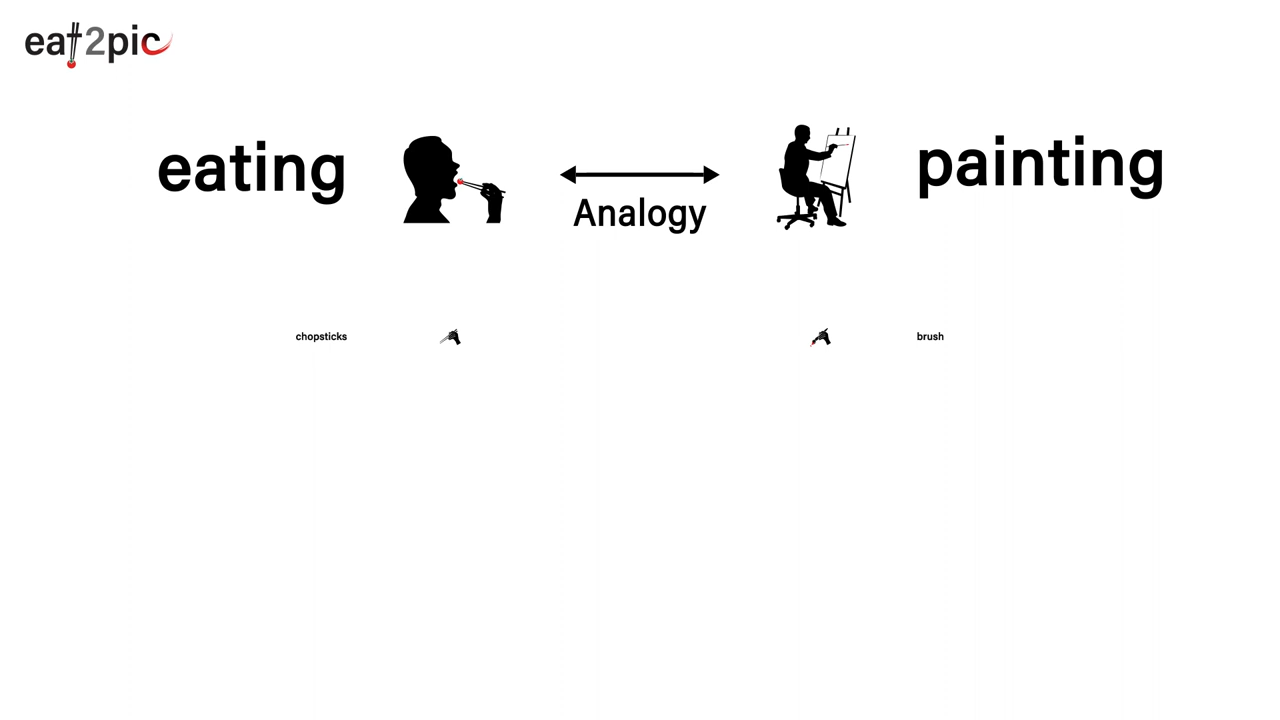 eat2pic
eating
painting
Analogy
chopsticks
brush